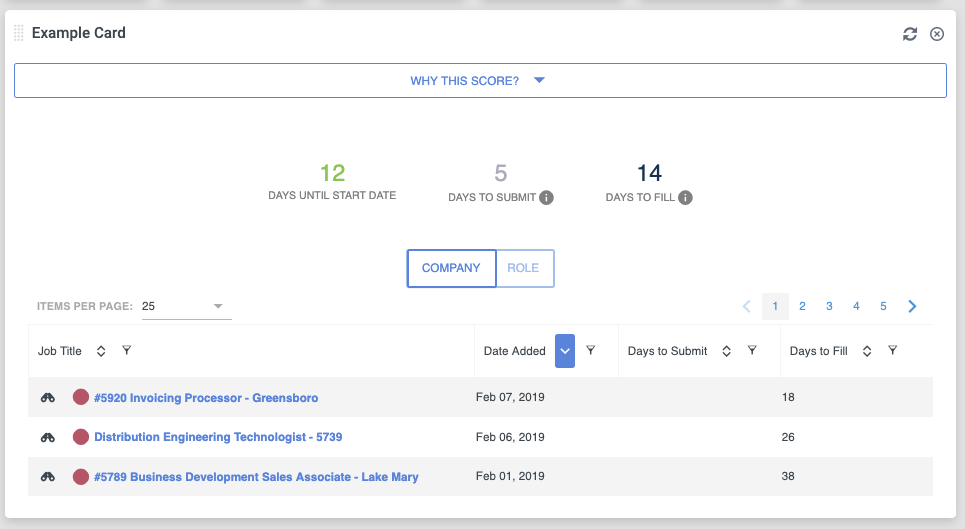 Example Card
WHY THIS SCORE?
12 5 14
DAYS UNTIL START DATE DAYS TO SUBMIT i DAYS TO FILL i
COMPANY ROLE
ITEMS PER PAGE: 25 1 2 3 4 5
Job Title Date Added Days to Submit Days to Fill
#5920 Invoicing Processor - Greensboro Feb 07, 2019 18
Distribution Engineering Technologist - 5739 Feb 06, 2019 26
#5789 Business Development Sales Associate - Lake Mary Feb 01, 2019 38